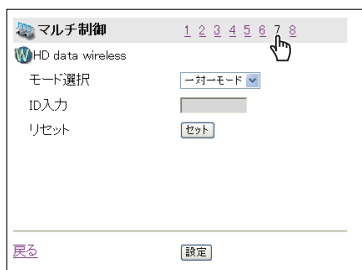 マルチ制御 1 2 3 4 5 6 7 8
HD data wireless
モード選択 一対一モード
ID入力
リセット セット
戻る 設定